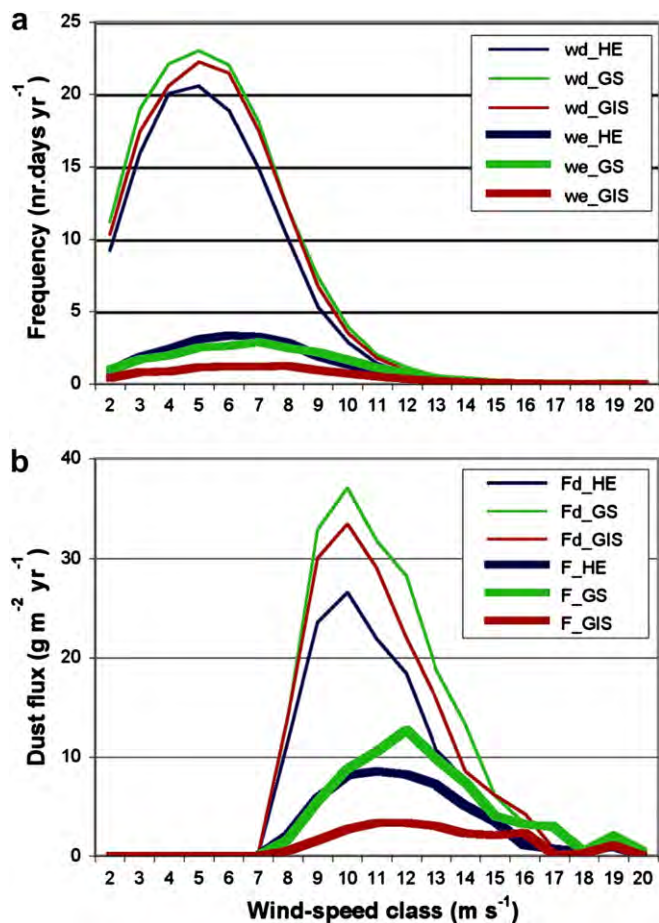 a
25
20
15
10
5
0
Frequency (nr.days yr⁻¹)
wd_HE
wd_GS
wd_GIS
we_HE
we_GS
we_GIS
2 3 4 5 6 7 8 9 10 11 12 13 14 15 16 17 18 19 20
b
40
30
20
10
0
Dust flux (g m⁻² yr⁻¹)
Fd_HE
Fd_GS
Fd_GIS
F_HE
F_GS
F_GIS
2 3 4 5 6 7 8 9 10 11 12 13 14 15 16 17 18 19 20
Wind-speed class (m s⁻¹)